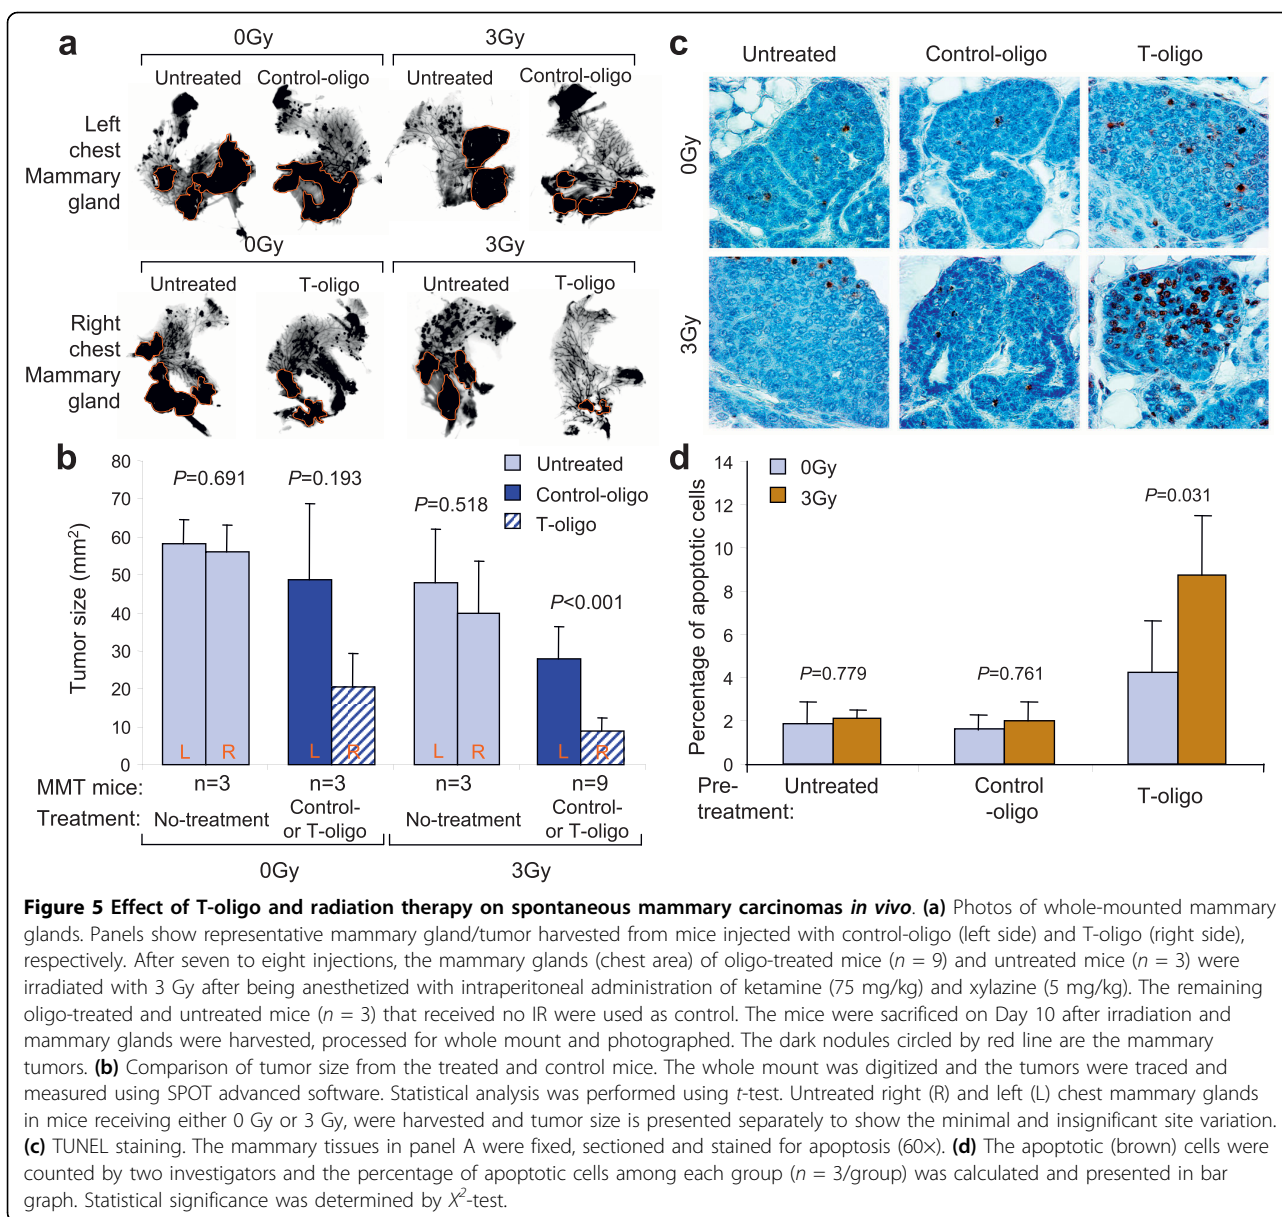 a
0Gy
3Gy
Untreated
Control-oligo
Untreated
Control-oligo
Left
chest
Mammary
gland
0Gy
3Gy
Untreated
T-oligo
Untreated
T-oligo
Right
chest
Mammary
gland
c
Untreated
Control-oligo
T-oligo
0Gy
3Gy
b
80
70
60
50
40
30
20
10
0
Tumor size (mm²)
P=0.691
P=0.193
P=0.518
P<0.001
Untreated
Control-oligo
T-oligo
L R L R L R L R
MMT mice: n=3 n=3 n=3 n=9
Treatment: No-treatment Control- or T-oligo No-treatment Control- or T-oligo
0Gy 3Gy
d
14
12
10
8
6
4
2
0
Percentage of apoptotic cells
0Gy
3Gy
P=0.779
P=0.761
P=0.031
Pre-treatment: Untreated Control-oligo T-oligo
Figure 5 Effect of T-oligo and radiation therapy on spontaneous mammary carcinomas in vivo. (a) Photos of whole-mounted mammary
glands. Panels show representative mammary gland/tumor harvested from mice injected with control-oligo (left side) and T-oligo (right side),
respectively. After seven to eight injections, the mammary glands (chest area) of oligo-treated mice (n = 9) and untreated mice (n = 3) were
irradiated with 3 Gy after being anesthetized with intraperitoneal administration of ketamine (75 mg/kg) and xylazine (5 mg/kg). The remaining
oligo-treated and untreated mice (n = 3) that received no IR were used as control. The mice were sacrificed on Day 10 after irradiation and
mammary glands were harvested, processed for whole mount and photographed. The dark nodules circled by red line are the mammary
tumors. (b) Comparison of tumor size from the treated and control mice. The whole mount was digitized and the tumors were traced and
measured using SPOT advanced software. Statistical analysis was performed using t-test. Untreated right (R) and left (L) chest mammary glands
in mice receiving either 0 Gy or 3 Gy, were harvested and tumor size is presented separately to show the minimal and insignificant site variation.
(c) TUNEL staining. The mammary tissues in panel A were fixed, sectioned and stained for apoptosis (60×). (d) The apoptotic (brown) cells were
counted by two investigators and the percentage of apoptotic cells among each group (n = 3/group) was calculated and presented in bar
graph. Statistical significance was determined by X²-test.